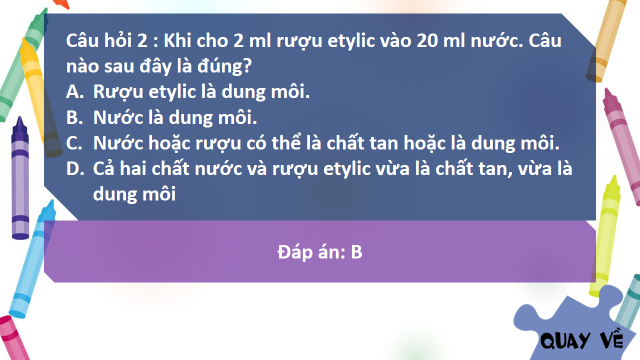 Câu hỏi 2 : Khi cho 2 ml rượu etylic vào 20 ml nước. Câu
nào sau đây là đúng?
A. Rượu etylic là dung môi.
B. Nước là dung môi.
C. Nước hoặc rượu có thể là chất tan hoặc là dung môi.
D. Cả hai chất nước và rượu etylic vừa là chất tan, vừa là
dung môi
Đáp án: B
QUAY VỀ